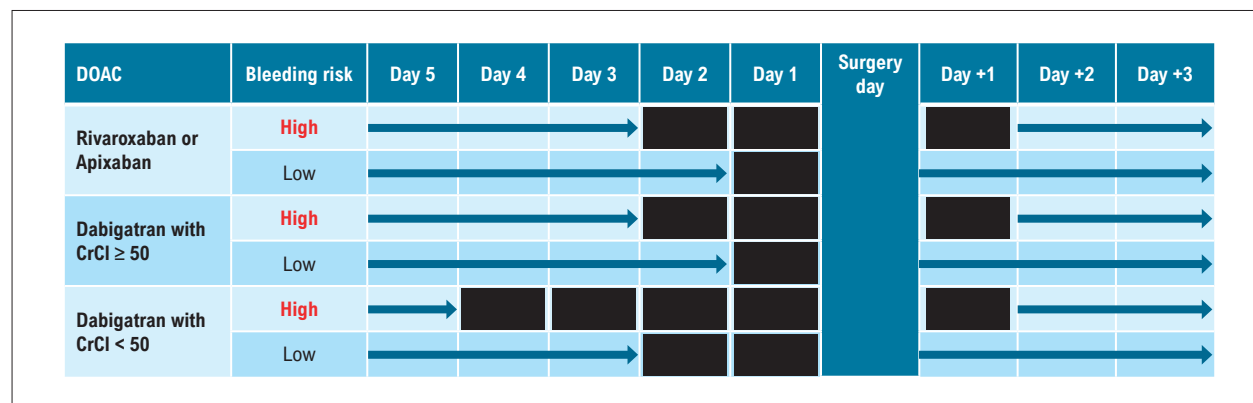 DOAC Bleeding risk Day 5 Day 4 Day 3 Day 2 Day 1 Surgery day Day +1 Day +2 Day +3
Rivaroxaban or
Apixaban
High
Low
Dabigatran with
CrCl ≥ 50
High
Low
Dabigatran with
CrCl < 50
High
Low